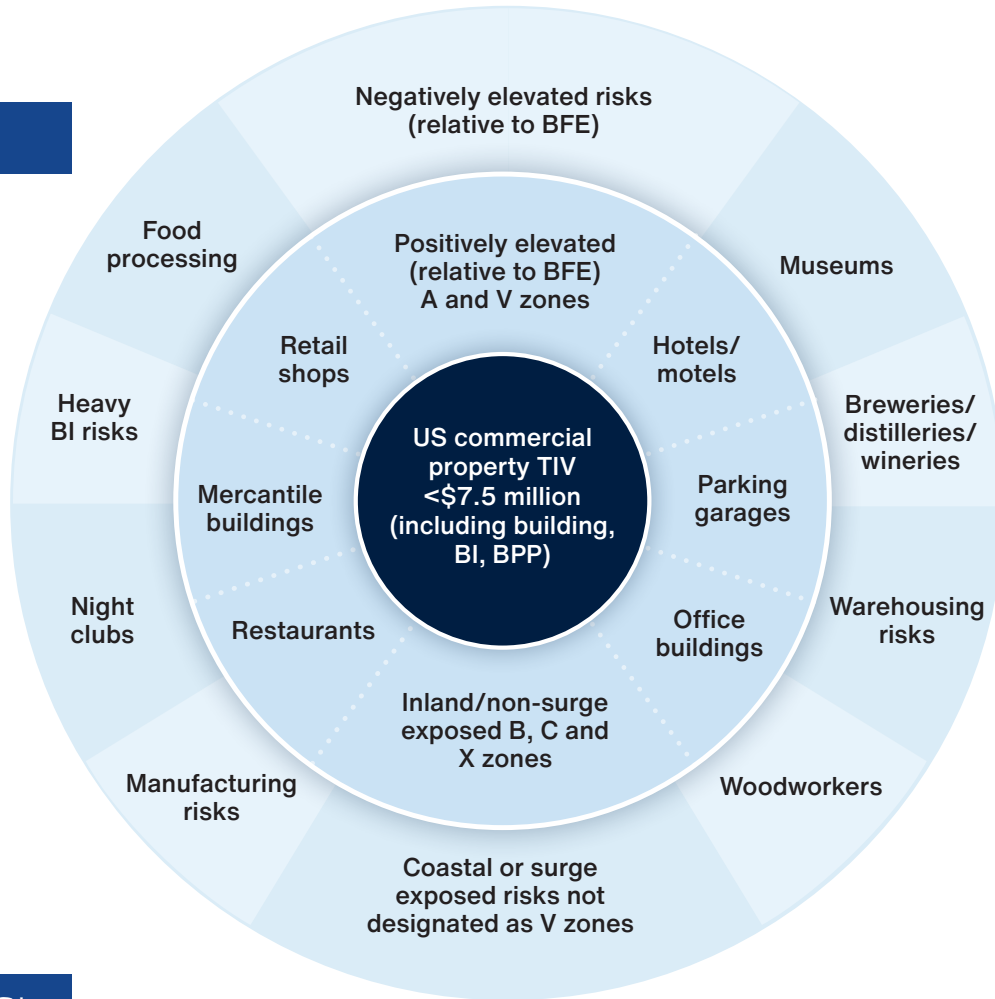 Negatively elevated risks
(relative to BFE)
Food
processing
Museums
Positively elevated
(relative to BFE)
A and V zones
Retail
shops
Hotels/
motels
Heavy
BI risks
Breweries/
distilleries/
wineries
US commercial
property TIV
<$7.5 million
(including building,
BI, BPP)
Mercantile
buildings
Parking
garages
Night
clubs
Restaurants
Office
buildings
Warehousing
risks
Inland/non-surge
exposed B, C and
X zones
Manufacturing
risks
Woodworkers
Coastal or surge
exposed risks not
designated as V zones